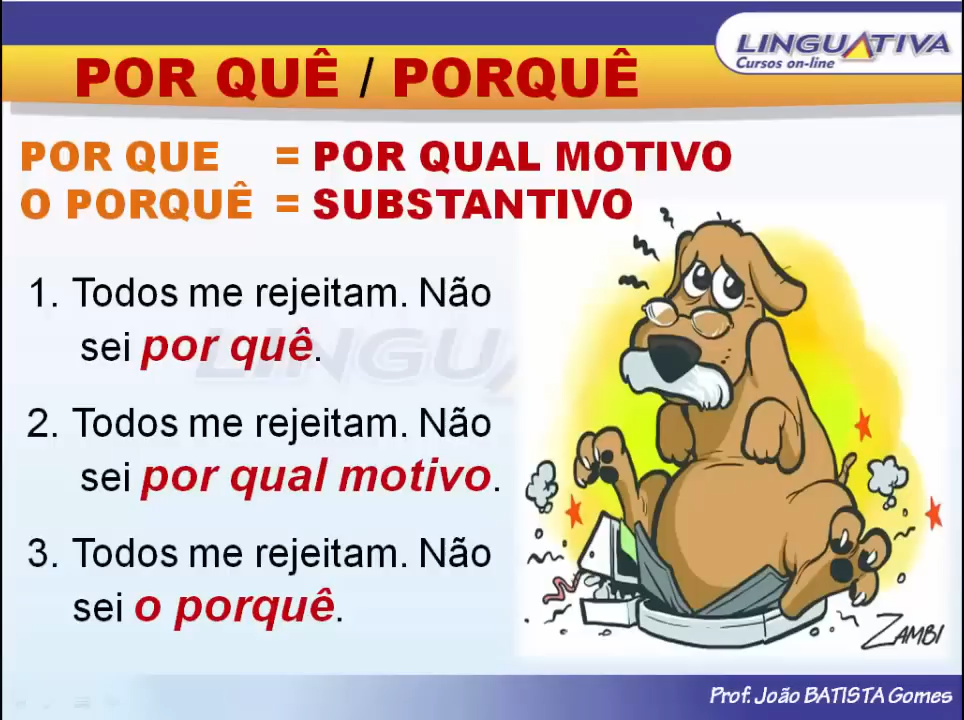 LINGUATIVA
Cursos on-line
POR QUÊ / PORQUÊ
POR QUE = POR QUAL MOTIVO
O PORQUÊ = SUBSTANTIVO
1. Todos me rejeitam. Não
sei por quê.
2. Todos me rejeitam. Não
sei por qual motivo.
3. Todos me rejeitam. Não
sei o porquê.
ZAMBI
Prof. João BATISTA Gomes